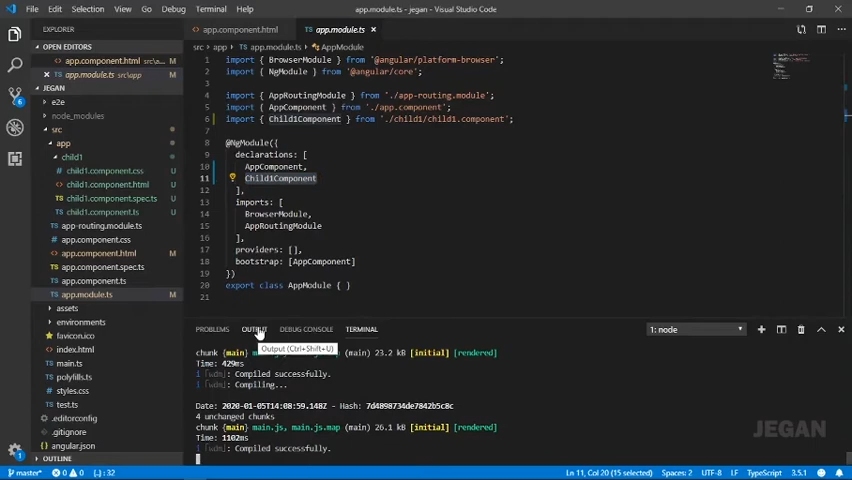 File Edit Selection View Go Debug Terminal Help app.module.ts - jegan - Visual Studio Code
EXPLORER
OPEN EDITORS
app.component.html src\a...
app.module.ts src\app
JEGAN
e2e
node_modules
src
app
child1
child1.component.css U
child1.component.html U
child1.component.spec.ts U
child1.component.ts U
app-routing.module.ts
app.component.css
app.component.html M
app.component.spec.ts
app.component.ts
app.module.ts M
assets
environments
favicon.ico
index.html
main.ts
polyfills.ts
styles.css
test.ts
.editorconfig
.gitignore
angular.json
OUTLINE
app.component.html app.module.ts
src app app.module.ts AppModule
1 import { BrowserModule } from '@angular/platform-browser';
2 import { NgModule } from '@angular/core';
3
4 import { AppRoutingModule } from './app-routing.module';
5 import { AppComponent } from './app.component';
6 import { Child1Component } from './child1/child1.component';
7
8 @NgModule({
9 declarations: [
10 AppComponent,
11 Child1Component
12 ],
13 imports: [
14 BrowserModule,
15 AppRoutingModule
16 ],
17 providers: [],
18 bootstrap: [AppComponent]
19 })
20 export class AppModule { }
21
PROBLEMS OUTPUT DEBUG CONSOLE TERMINAL 1: node
Output (Ctrl+Shift+U)
chunk {main} (main) 23.2 kB [initial] [rendered]
Time: 429ms
: Compiled successfully.
: Compiling...
Date: 2020-01-05T14:08:59.148Z - Hash: 7d4898734de7842b5c8c
4 unchanged chunks
chunk {main} main.js, main.js.map (main) 26.1 kB [initial] [rendered]
Time: 1102ms
: Compiled successfully.
JEGAN
master* 0 0 {..}: 32 Ln 11, Col 20 (15 selected) Spaces: 2 UTF-8 LF TypeScript 3.5.1